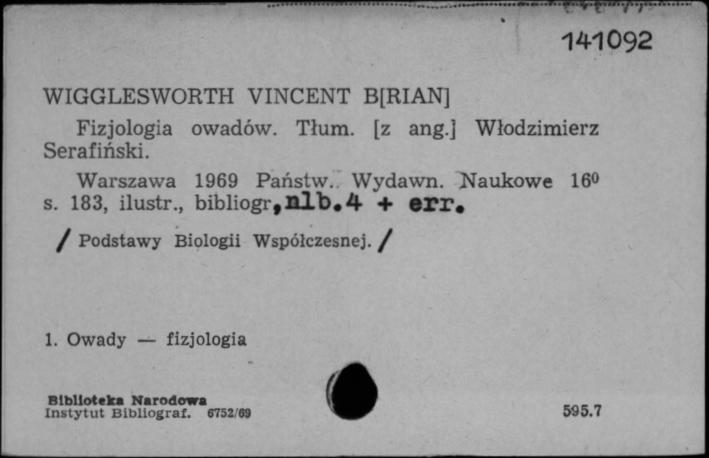 141092
WIGGLESWORTH VINCENT B[RIAN]
Fizjologia owadów. Tłum. [z ang.] Włodzimierz
Serafiński.
Warszawa 1969 Państw. Wydawn. Naukowe 16⁰
s. 183, ilustr., bibliogr, nlb.4 + err.
/ Podstawy Biologii Współczesnej. /
1. Owady — fizjologia
Biblioteka Narodowa
Instytut Bibliograf. 6752/69
595.7